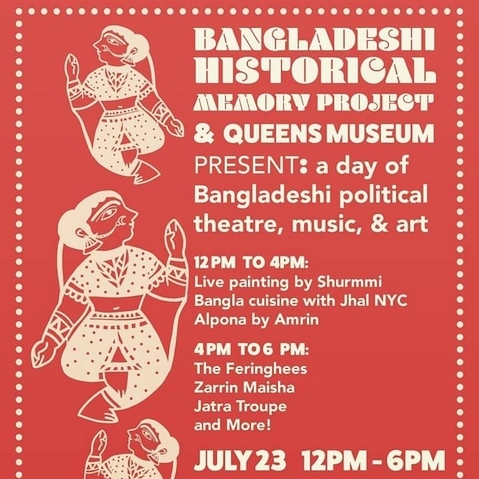 BANGLADESHI
HISTORICAL
MEMORY PROJECT
& QUEENS MUSEUM
PRESENT: a day of
Bangladeshi political
theatre, music, & art
12PM TO 4PM:
Live painting by Shurmmi
Bangla cuisine with Jhal NYC
Alpona by Amrin
4PM TO 6 PM:
The Feringhees
Zarrin Maisha
Jatra Troupe
and More!
JULY 23 12PM - 6PM